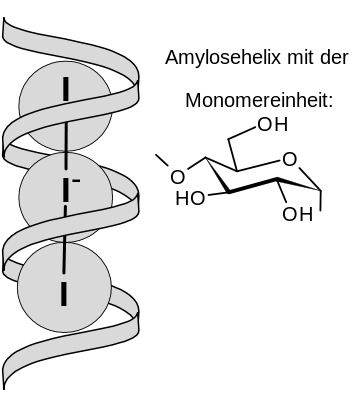 Amylosehelix mit der
Monomereinheit:
I
I-
I
OH
O
O
HO
OH